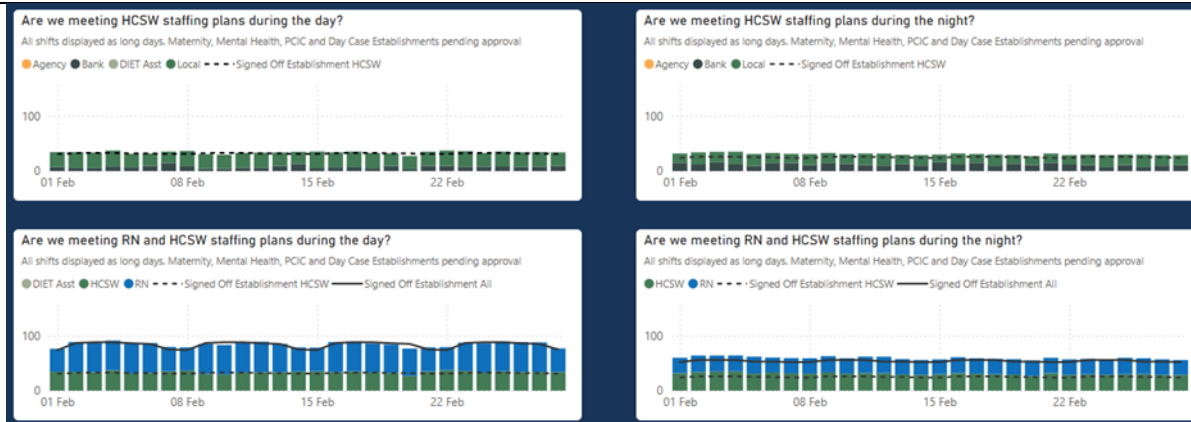 Are we meeting HCSW staffing plans during the day?
All shifts displayed as long days. Maternity, Mental Health, PCIC and Day Case Establishments pending approval
Agency Bank DIET Asst Local Signed Off Establishment HCSW
100
0
01 Feb 08 Feb 15 Feb 22 Feb
Are we meeting HCSW staffing plans during the night?
All shifts displayed as long days. Maternity, Mental Health, PCIC and Day Case Establishments pending approval
Agency Bank Local Signed Off Establishment HCSW
100
0
01 Feb 08 Feb 15 Feb 22 Feb
Are we meeting RN and HCSW staffing plans during the day?
All shifts displayed as long days. Maternity, Mental Health, PCIC and Day Case Establishments pending approval
DIET Asst HCSW RN Signed Off Establishment HCSW Signed Off Establishment All
100
0
01 Feb 08 Feb 15 Feb 22 Feb
Are we meeting RN and HCSW staffing plans during the night?
All shifts displayed as long days. Maternity, Mental Health, PCIC and Day Case Establishments pending approval
HCSW RN Signed Off Establishment HCSW Signed Off Establishment All
100
0
01 Feb 08 Feb 15 Feb 22 Feb